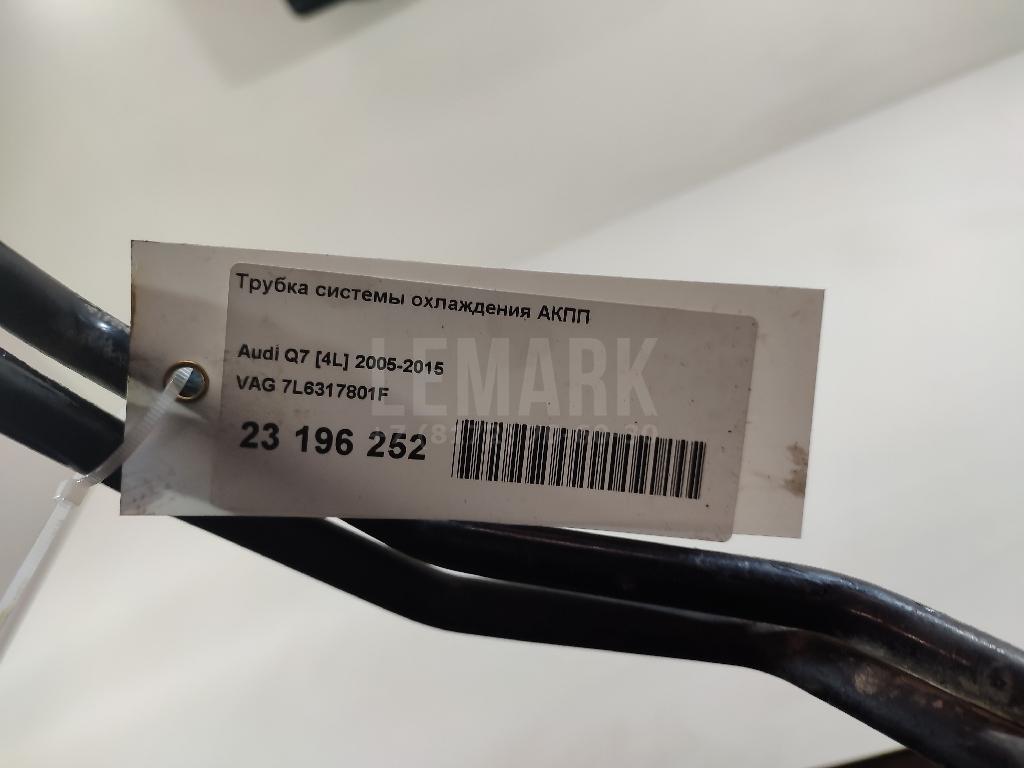 Трубка системы охлаждения АКПП
Audi Q7 [4L] 2005-2015
VAG 7L6317801F
23 196 252
LEMARK